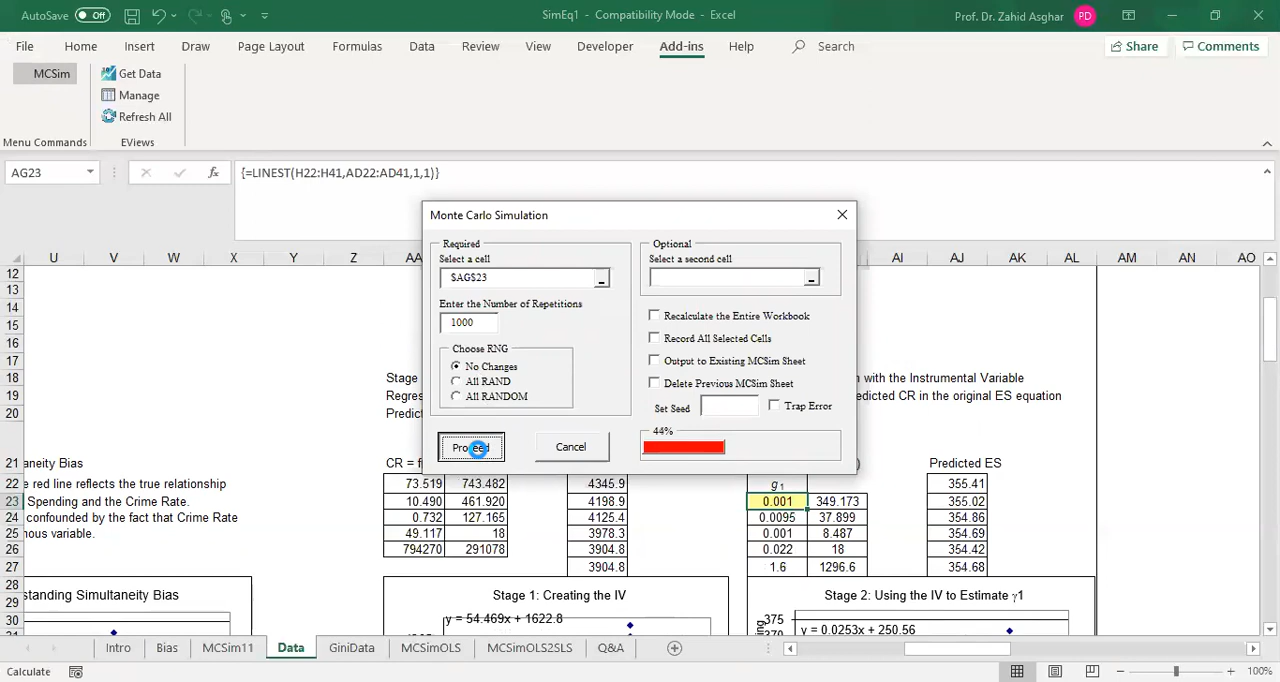 AutoSave Off SimEq1 - Compatibility Mode - Excel Prof. Dr. Zahid Asghar PD
File Home Insert Draw Page Layout Formulas Data Review View Developer Add-ins Help Search Share Comments
MCSim
Get Data
Manage
Refresh All
Menu Commands EViews
AG23 fx {=LINEST(H22:H41,AD22:AD41,1,1)}
Monte Carlo Simulation
Required
Select a cell
$AG$23
Enter the Number of Repetitions
1000
Choose RNG
No Changes
All RAND
All RANDOM
Proceed
Cancel
Optional
Select a second cell
Recalculate the Entire Workbook
Record All Selected Cells
Output to Existing MCSim Sheet
Delete Previous MCSim Sheet
Set Seed Trap Error
44%
U V W X Y Z AA AI AJ AK AL AM AN AO
12
13
14
15
16
17
18 Stage n with the Instrumental Variable
19 Regres edicted CR in the original ES equation
20 Predict
21 aneity Bias CR = f( ) Predicted ES
22 e red line reflects the true relationship 73.519 743.482 4345.9 g1 355.41
23 Spending and the Crime Rate. 10.490 461.920 4198.9 0.001 349.173 355.02
24 confounded by the fact that Crime Rate 0.732 127.165 4125.4 0.0095 37.899 354.86
25 nous variable. 49.117 18 3978.3 0.001 8.487 354.69
26 794270 291078 3904.8 0.022 18 354.42
27 3904.8 1.6 1296.6 354.68
28 standing Simultaneity Bias Stage 1: Creating the IV Stage 2: Using the IV to Estimate γ1
29
30 y = 54.469x + 1622.8 375 y = 0.0253x + 250.56
370
Intro Bias MCSim11 Data GiniData MCSimOLS MCSimOLS2SLS Q&A
Calculate 100%